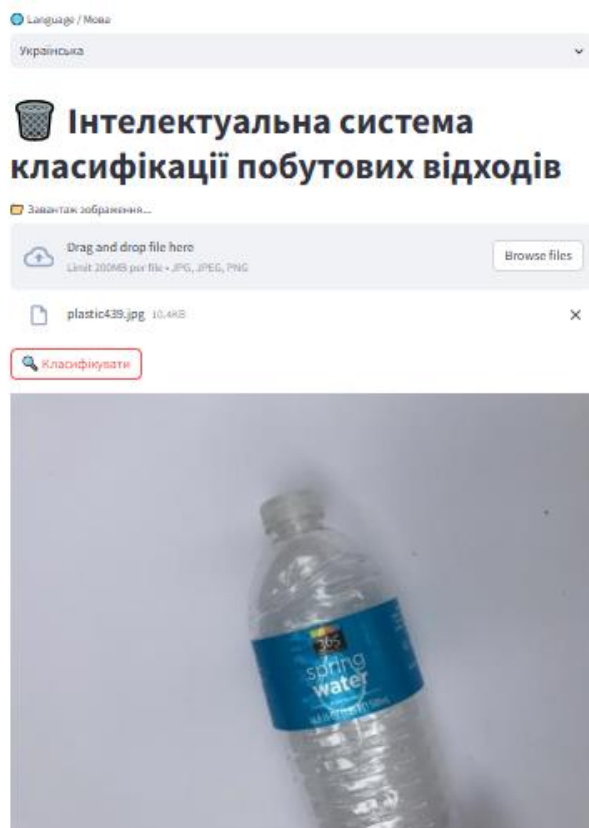 🌐 Language / Мова
Українська
🗑️ Інтелектуальна система
класифікації побутових відходів
📂 Завантаж зображення...
Drag and drop file here
Limit 200MB per file • JPG, JPEG, PNG
Browse files
plastic439.jpg 10.4KB
🔍 Класифікувати
365
spring
water